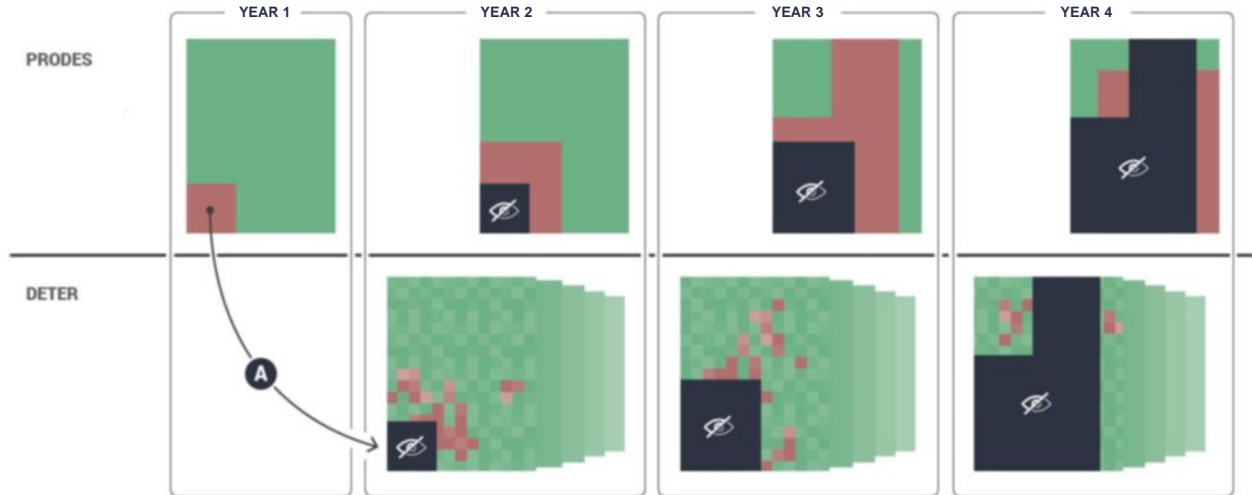 YEAR 1
YEAR 2
YEAR 3
YEAR 4
PRODES
DETER
A